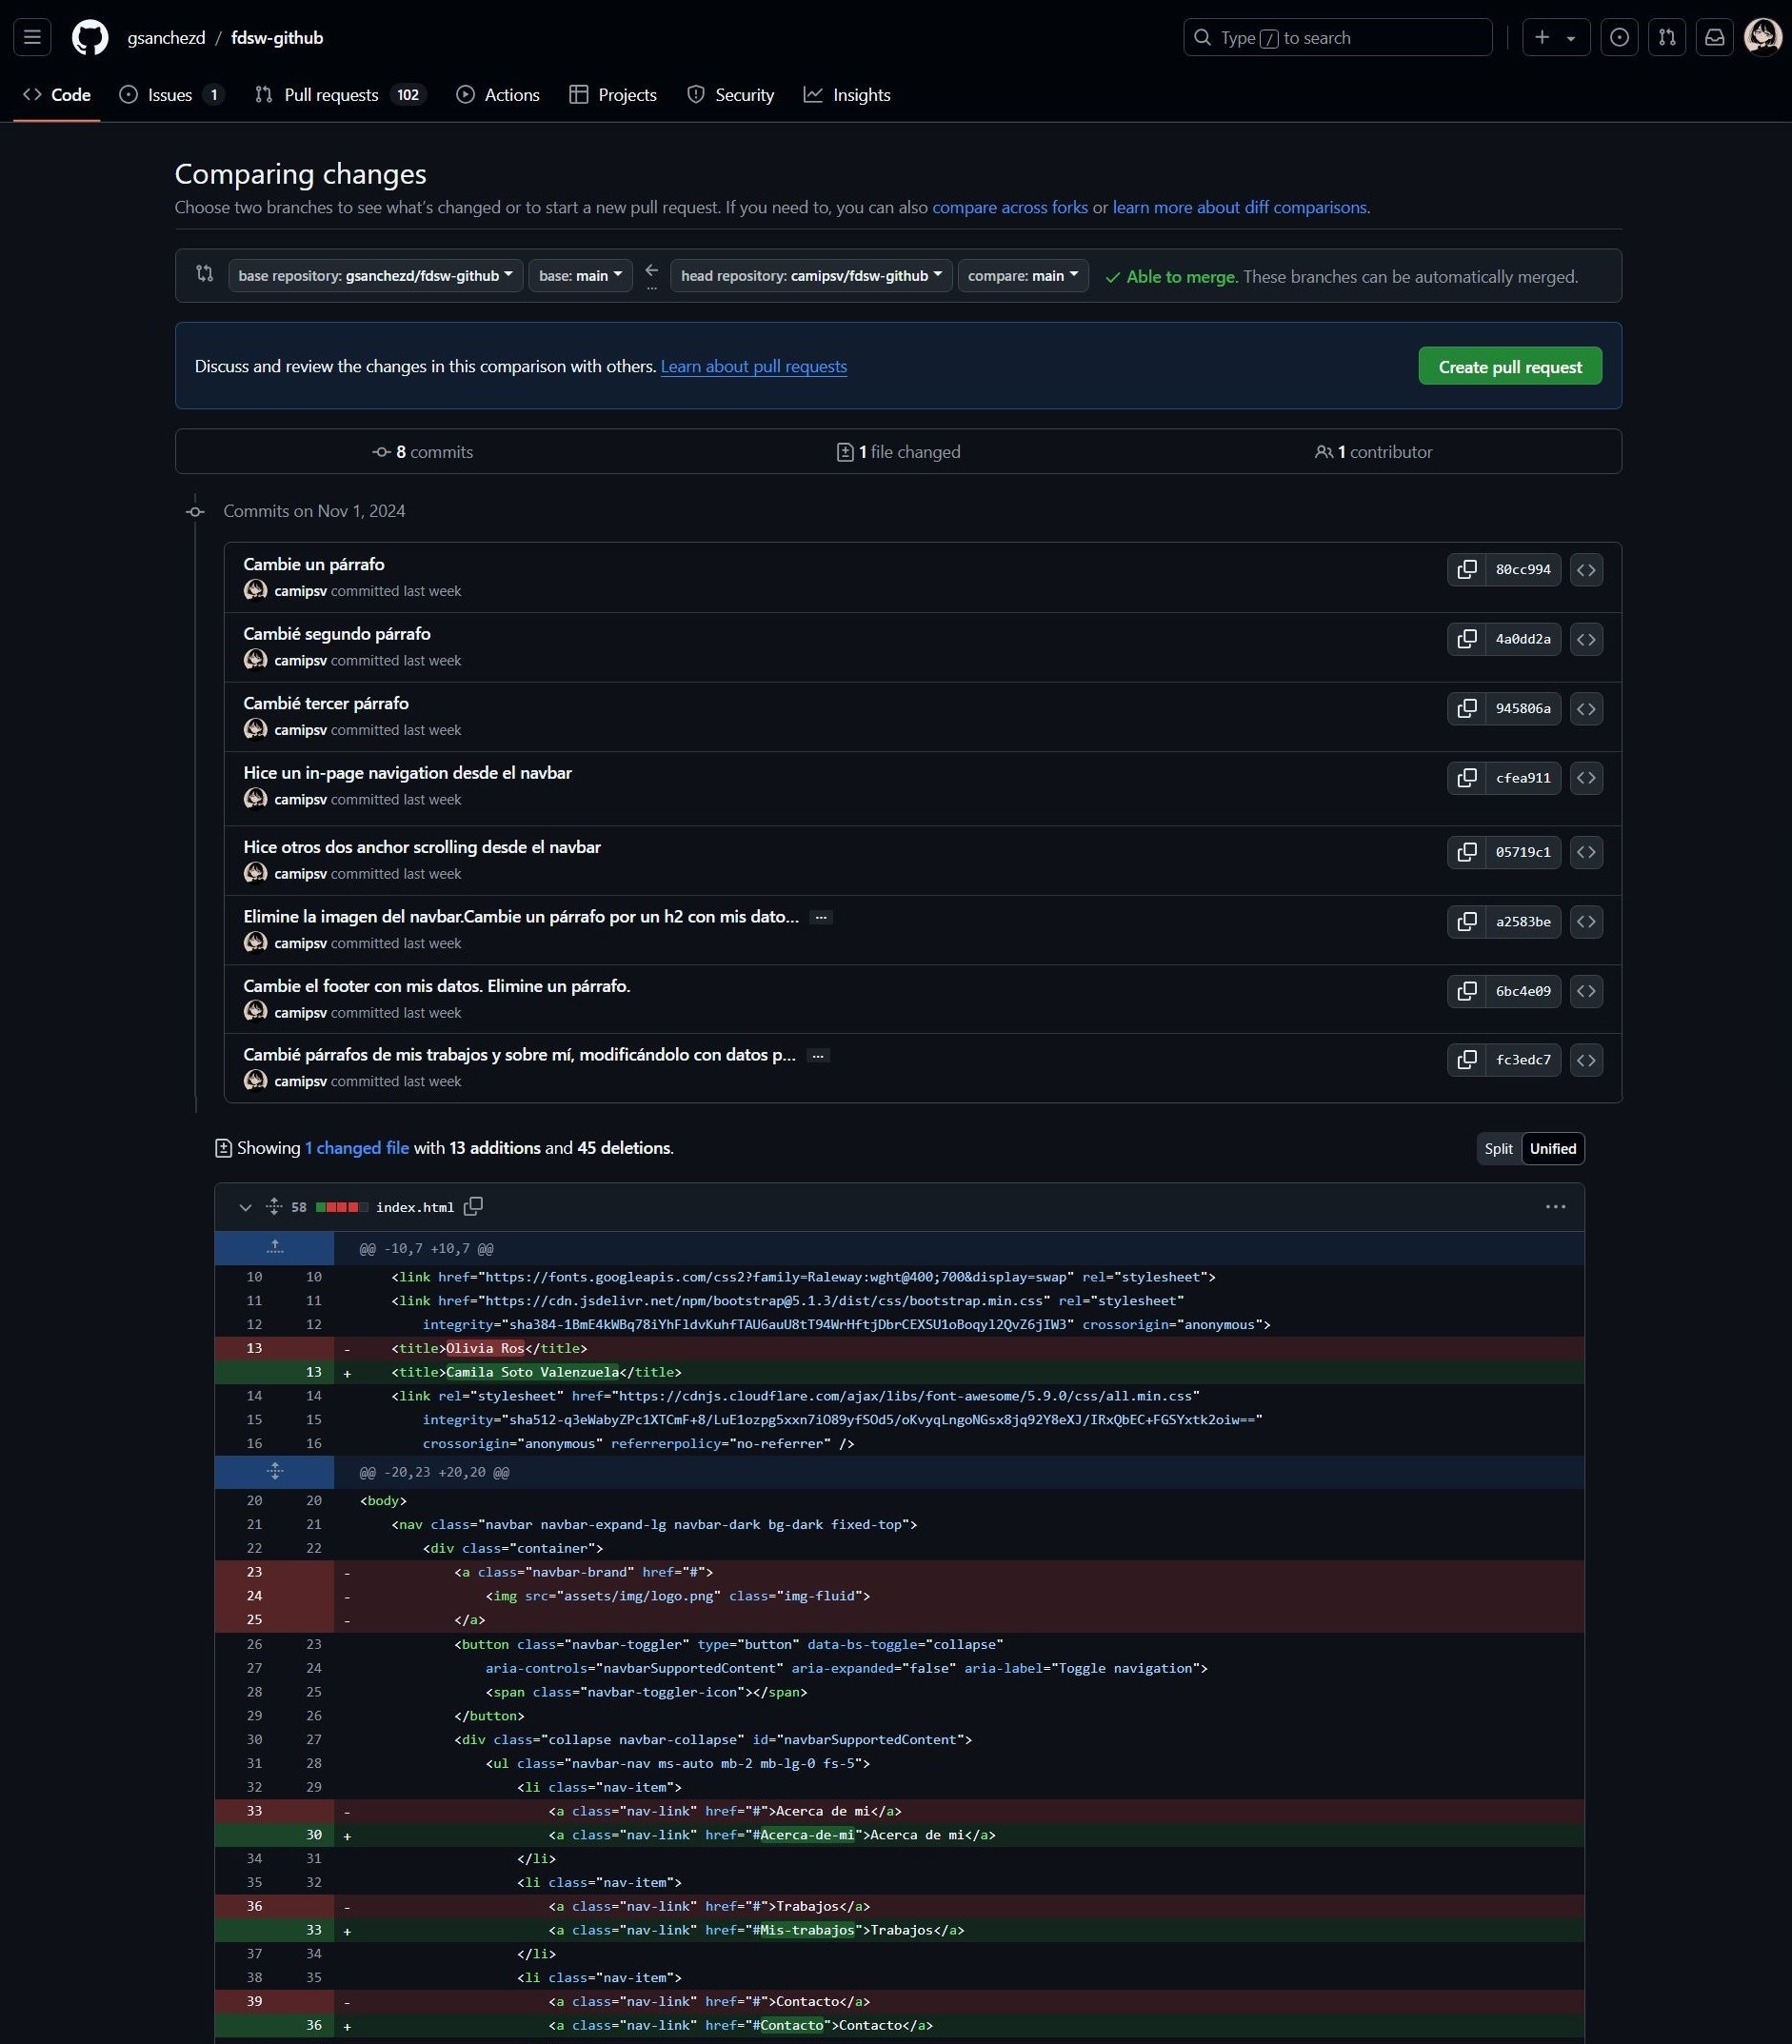 gsanchezd / fdsw-github
Type / to search
Code Issues 1 Pull requests 102 Actions Projects Security Insights
Comparing changes
Choose two branches to see what's changed or to start a new pull request. If you need to, you can also compare across forks or learn more about diff comparisons.
base repository: gsanchezd/fdsw-github base: main ← ... head repository: camipsv/fdsw-github compare: main ✓ Able to merge. These branches can be automatically merged.
Discuss and review the changes in this comparison with others. Learn about pull requests
Create pull request
8 commits 1 file changed 1 contributor
Commits on Nov 1, 2024
Cambie un párrafo
camipsv committed last week
80cc994
Cambié segundo párrafo
camipsv committed last week
4a0dd2a
Cambié tercer párrafo
camipsv committed last week
945806a
Hice un in-page navigation desde el navbar
camipsv committed last week
cfea911
Hice otros dos anchor scrolling desde el navbar
camipsv committed last week
05719c1
Elimine la imagen del navbar.Cambie un párrafo por un h2 con mis dato... ...
camipsv committed last week
a2583be
Cambie el footer con mis datos. Elimine un párrafo.
camipsv committed last week
6bc4e09
Cambié párrafos de mis trabajos y sobre mí, modificándolo con datos p... ...
camipsv committed last week
fc3edc7
Showing 1 changed file with 13 additions and 45 deletions.
Split Unified
58 index.html
@@ -10,7 +10,7 @@
10 10 <link href="https://fonts.googleapis.com/css2?family=Raleway:wght@400;700&display=swap" rel="stylesheet">
11 11 <link href="https://cdn.jsdelivr.net/npm/bootstrap@5.1.3/dist/css/bootstrap.min.css" rel="stylesheet"
12 12 integrity="sha384-1BmE4kWBq78iYhFldvKuhfTAU6auU8tT94WrHftjDbrCEXSU1oBoqyl2QvZ6jIW3" crossorigin="anonymous">
13 - <title>Olivia Ros</title>
13 + <title>Camila Soto Valenzuela</title>
14 14 <link rel="stylesheet" href="https://cdnjs.cloudflare.com/ajax/libs/font-awesome/5.9.0/css/all.min.css"
15 15 integrity="sha512-q3eWabyZPc1XTCmF+8/LuE1ozpg5xxn7iO89yfSOd5/oKvyqLngoNGsx8jq92Y8eXJ/IRxQbEC+FGSYxtk2oiw=="
16 16 crossorigin="anonymous" referrerpolicy="no-referrer" />
@@ -20,23 +20,20 @@
20 20 <body>
21 21 <nav class="navbar navbar-expand-lg navbar-dark bg-dark fixed-top">
22 22 <div class="container">
23 - <a class="navbar-brand" href="#">
24 - <img src="assets/img/logo.png" class="img-fluid">
25 - </a>
26 23 <button class="navbar-toggler" type="button" data-bs-toggle="collapse"
27 24 aria-controls="navbarSupportedContent" aria-expanded="false" aria-label="Toggle navigation">
28 25 <span class="navbar-toggler-icon"></span>
29 26 </button>
30 27 <div class="collapse navbar-collapse" id="navbarSupportedContent">
31 28 <ul class="navbar-nav ms-auto mb-2 mb-lg-0 fs-5">
32 29 <li class="nav-item">
33 - <a class="nav-link" href="#">Acerca de mi</a>
30 + <a class="nav-link" href="#Acerca-de-mi">Acerca de mi</a>
34 31 </li>
35 32 <li class="nav-item">
36 - <a class="nav-link" href="#">Trabajos</a>
33 + <a class="nav-link" href="#Mis-trabajos">Trabajos</a>
37 34 </li>
38 35 <li class="nav-item">
39 - <a class="nav-link" href="#">Contacto</a>
36 + <a class="nav-link" href="#Contacto">Contacto</a>